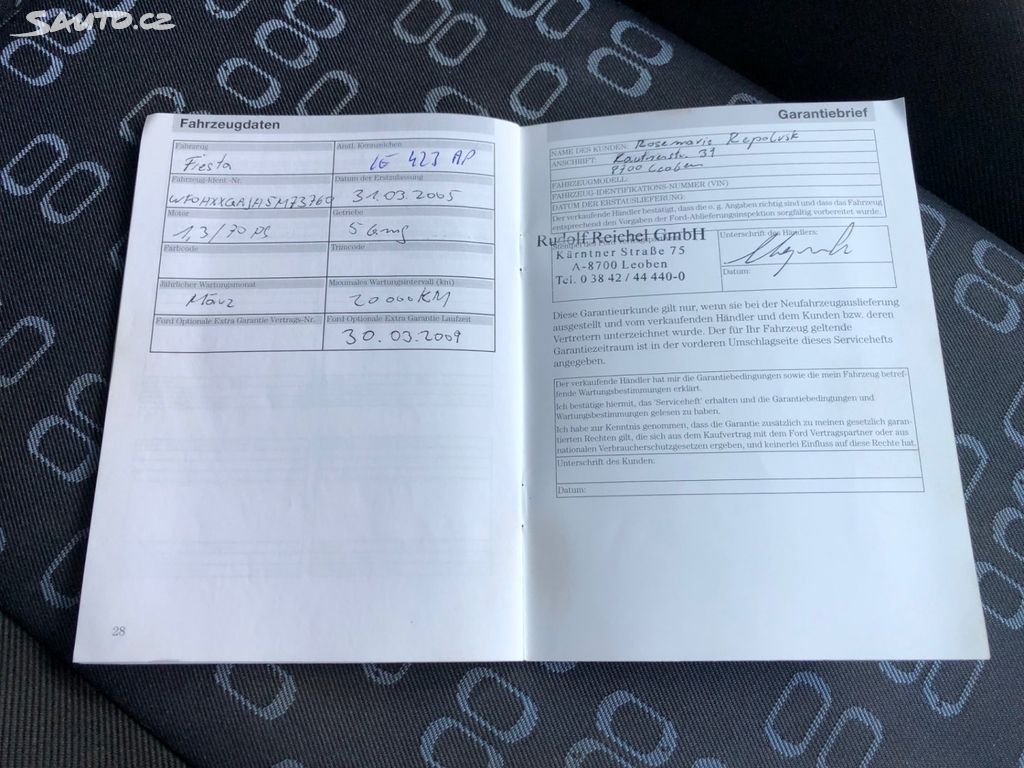 SAUTO.CZ
Fahrzeugdaten
Fahrzeug
Fiesta
Amtl. Kennzeichen
LE 423 AP
Fahrzeug-Ident.-Nr.
Datum der Erstzulassung
31.03.2005
Motor
1,3/70 PS
Getriebe
5 Gang
Farbcode
Trimcode
Jährlicher Wartungsmonat
März
Maximales Wartungsintervall (km)
20 000 KM
Ford Optionale Extra Garantie Vertrags-Nr.
Ford Optionale Extra Garantie Laufzeit
30.03.2009
28
Garantiebrief
NAME DES KUNDEN: Rosemarie Repolusk
ANSCHRIFT: 31
8700 Leoben
FAHRZEUGMODELL:
FAHRZEUG-IDENTIFIKATIONS-NUMMER (VIN)
DATUM DER ERSTAUSLIEFERUNG:
Der verkaufende Händler bestätigt, dass die o. g. Angaben richtig sind und dass das Fahrzeug
entsprechend den Vorgaben der Ford-Ablieferungsinspektion sorgfältig vorbereitet wurde.
Rudolf Reichel GmbH
Kärntner Straße 75
A-8700 Leoben
Tel. 0 38 42 / 44 440-0
Unterschrift des Händlers:
Datum:
Diese Garantieurkunde gilt nur, wenn sie bei der Neufahrzeugauslieferung
ausgestellt und vom verkaufenden Händler und dem Kunden bzw. deren
Vertretern unterzeichnet wurde. Der für Ihr Fahrzeug geltende
Garantiezeitraum ist in der vorderen Umschlagseite dieses Servicehefts
angegeben.
Der verkaufende Händler hat mir die Garantiebedingungen sowie die mein Fahrzeug betref-
fende Wartungsbestimmungen erklärt.
Ich bestätige hiermit, das 'Serviceheft' erhalten und die Garantiebedingungen und
Wartungsbestimmungen gelesen zu haben.
Ich habe zur Kenntnis genommen, dass die Garantie zusätzlich zu meinen gesetzlich garan-
tierten Rechten gilt, die sich aus dem Kaufvertrag mit dem Ford Vertragspartner oder aus
nationalen Verbraucherschutzgesetzen ergeben, und keinerlei Einfluss auf diese Rechte hat.
Unterschrift des Kunden:
Datum: